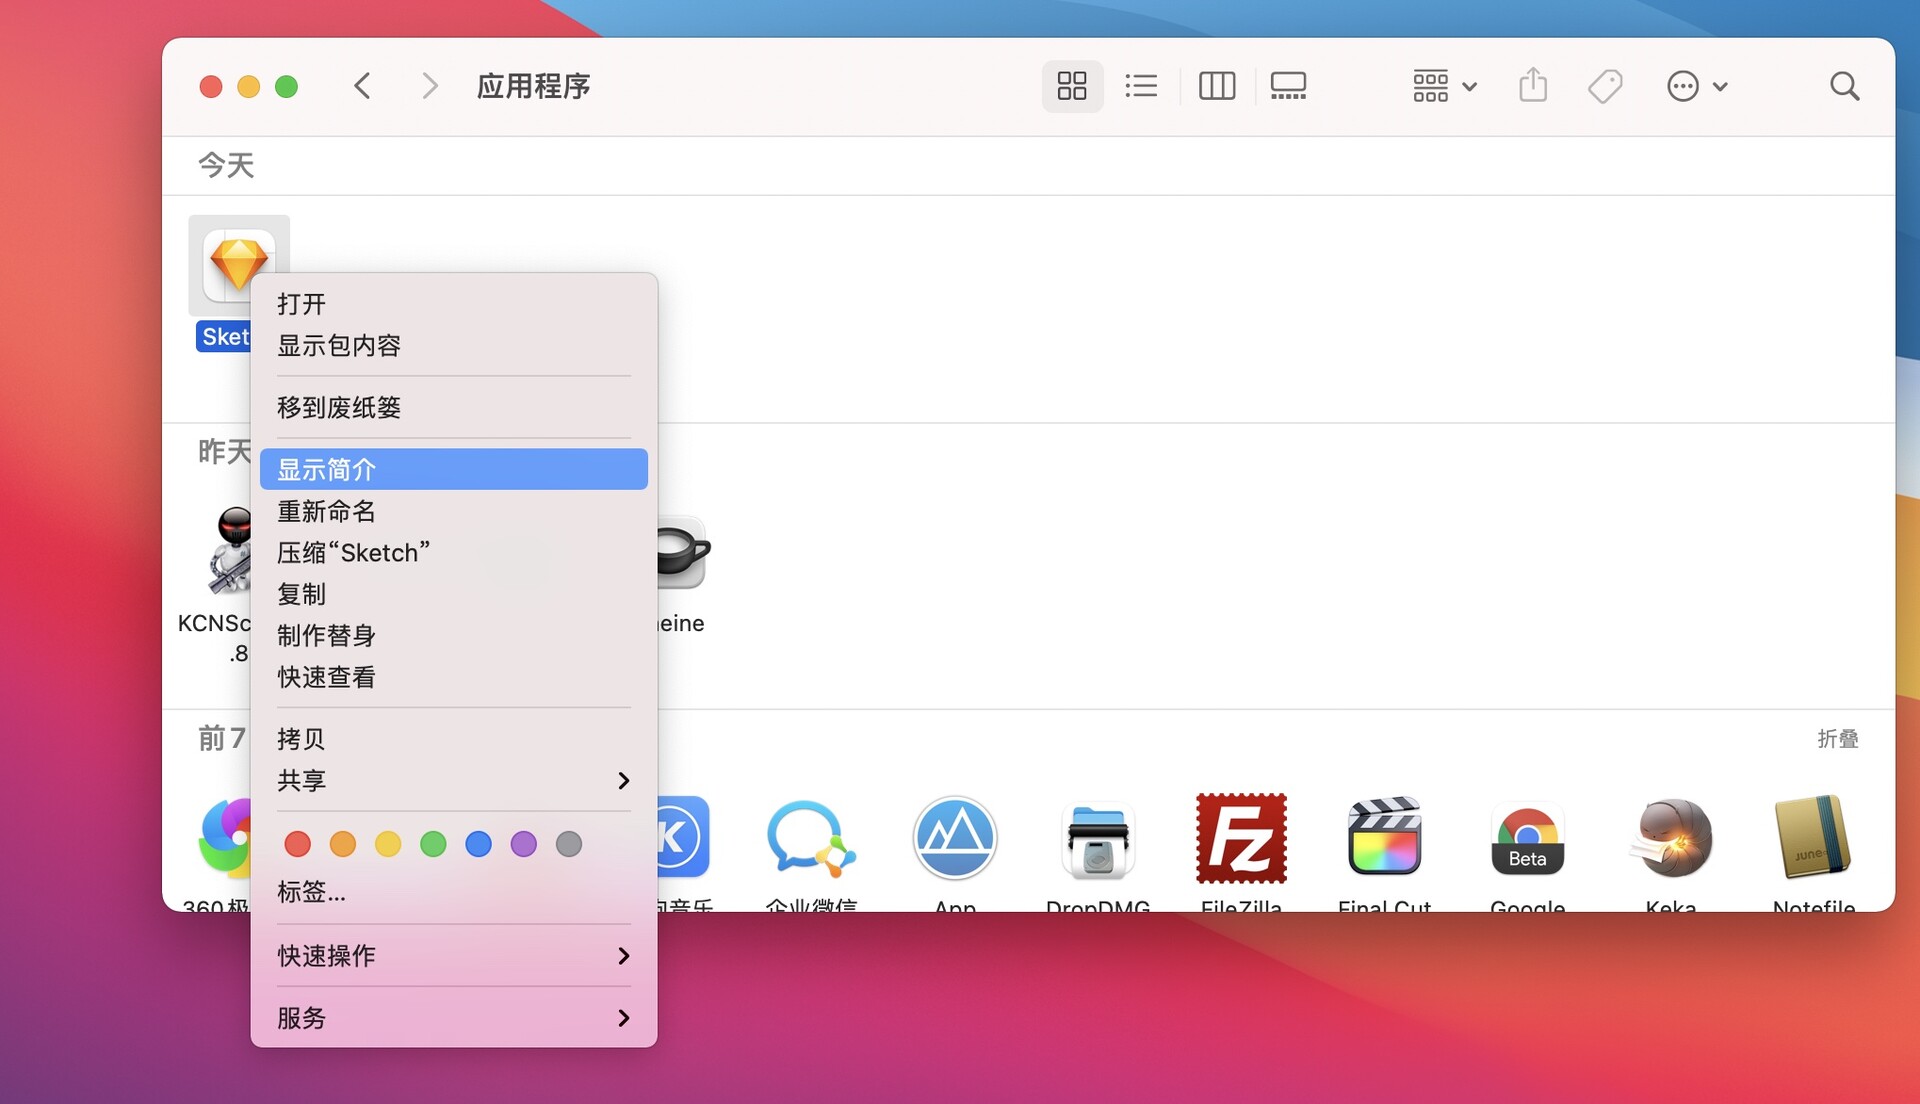 应用程序
今天
Sket
打开
显示包内容
移到废纸篓
昨天
显示简介
重新命名
压缩“Sketch”
复制
制作替身
快速查看
KCNSc
.8
eine
前7
折叠
拷贝
共享
K
Fz
Beta
June
标签...
360极
音乐
企业微信
App
DropDMG
FileZilla
Final Cut
Google
Keka
Notefile
快速操作
服务